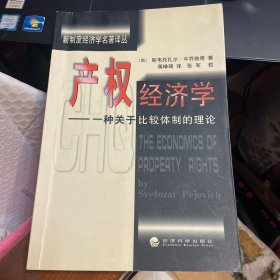 新制度经济学名著译丛
[南]斯韦托扎尔·平乔维奇 著
蒋琳琦 译 张军 校
产权经济学
——一种关于比较体制的理论
THE ECONOMICS OF
PROPERTY RIGHTS
by
Svetozar Pejovich
经济科学出版社